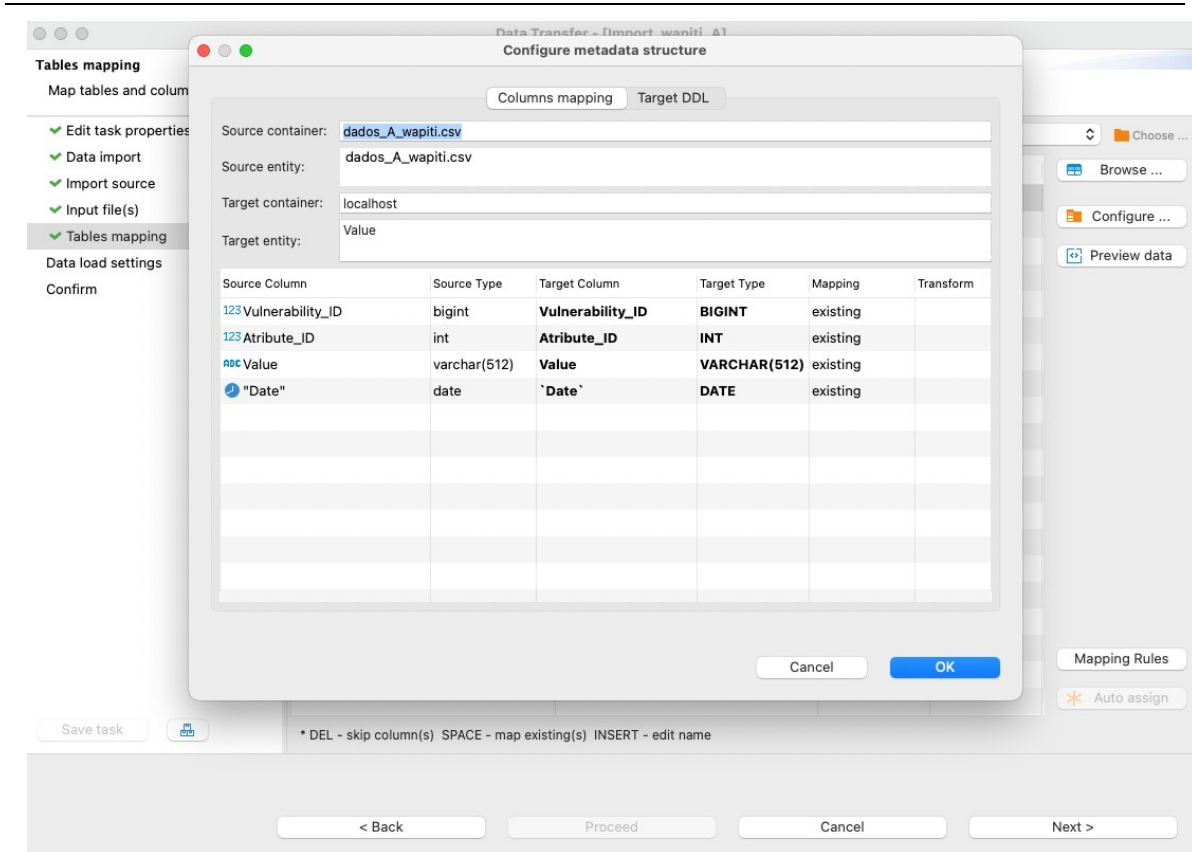 Data Transfer - [Import_wapiti_A]
Configure metadata structure
Tables mapping
Map tables and colum
Columns mapping Target DDL
Edit task properties
Data import
Import source
Input file(s)
Tables mapping
Data load settings
Confirm
Source container: dados_A_wapiti.csv
Source entity: dados_A_wapiti.csv
Target container: localhost
Target entity: Value
Source Column Source Type Target Column Target Type Mapping Transform
123 Vulnerability_ID bigint Vulnerability_ID BIGINT existing
123 Atribute_ID int Atribute_ID INT existing
ABC Value varchar(512) Value VARCHAR(512) existing
"Date" date `Date` DATE existing
Cancel OK
Choose ...
Browse ...
Configure ...
Preview data
Mapping Rules
Auto assign
Save task
* DEL - skip column(s) SPACE - map existing(s) INSERT - edit name
< Back Proceed Cancel Next >